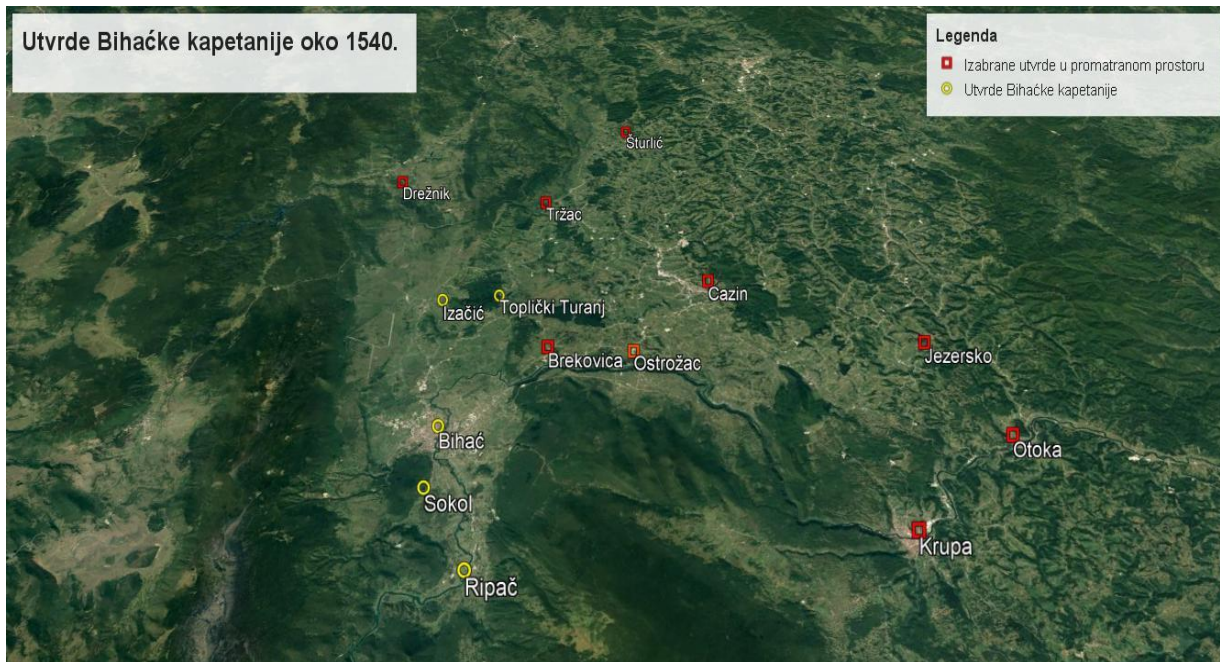 Utvrde Bihaćke kapetanije oko 1540.
Legenda
Izabrane utvrde u promatranom prostoru
Utvrde Bihaćke kapetanije
Šturlić
Drežnik
Tržac
Cazin
Izačić
Toplički Turanj
Brekovica
Ostrožac
Jezersko
Bihać
Otoka
Sokol
Krupa
Ripač